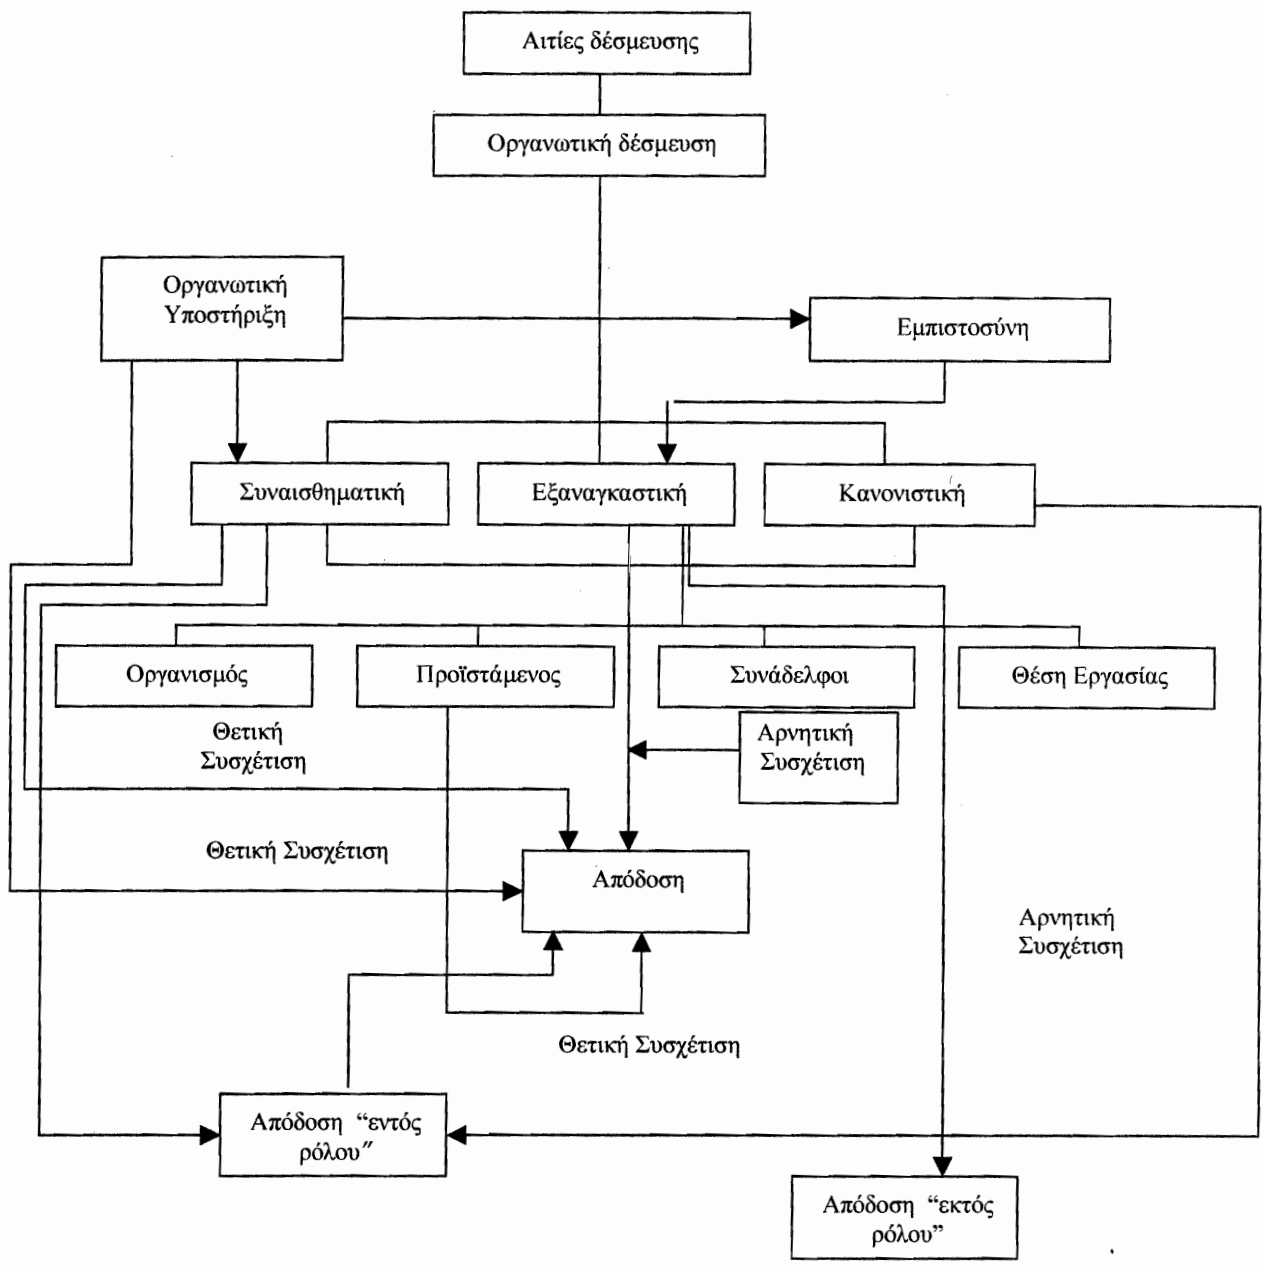 Αιτίες δέσμευσης
Οργανωτική δέσμευση
Οργανωτική
Υποστήριξη
Εμπιστοσύνη
Συναισθηματική
Εξαναγκαστική
Κανονιστική
Οργανισμός
Προϊστάμενος
Συνάδελφοι
Θέση Εργασίας
Θετική
Συσχέτιση
Αρνητική
Συσχέτιση
Θετική Συσχέτιση
Απόδοση
Αρνητική
Συσχέτιση
Θετική Συσχέτιση
Απόδοση “εντός
ρόλου”
Απόδοση “εκτός
ρόλου”